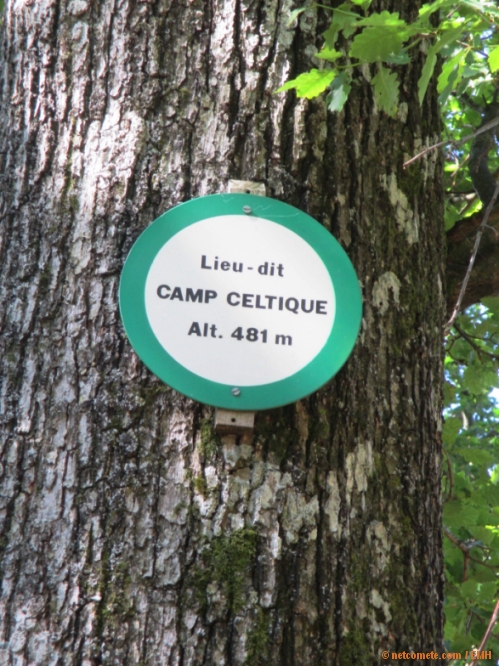 Lieu-dit
CAMP CELTIQUE
Alt. 481 m
© netcomete.com /